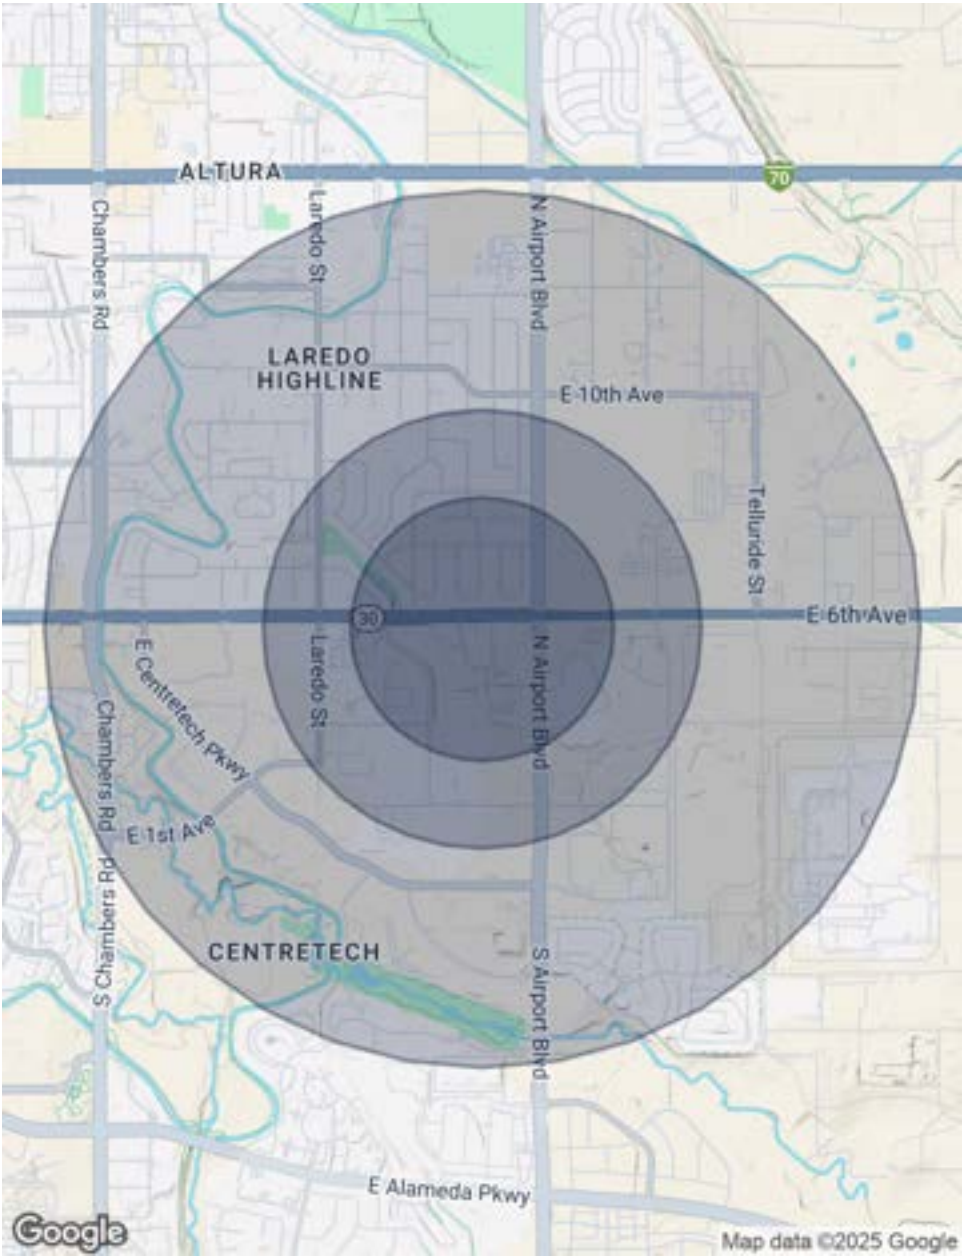 ALTURA
70
Chambers Rd
Laredo St
N Airport Blvd
LAREDO
HIGHLINE
E 10th Ave
Telluride St
30
E 6th Ave
E Centretech Pkwy
Laredo St
N Airport Blvd
Chambers Rd
E 1st Ave
S Chambers Rd
CENTRETECH
S Airport Blvd
E Alameda Pkwy
Google
Map data ©2025 Google